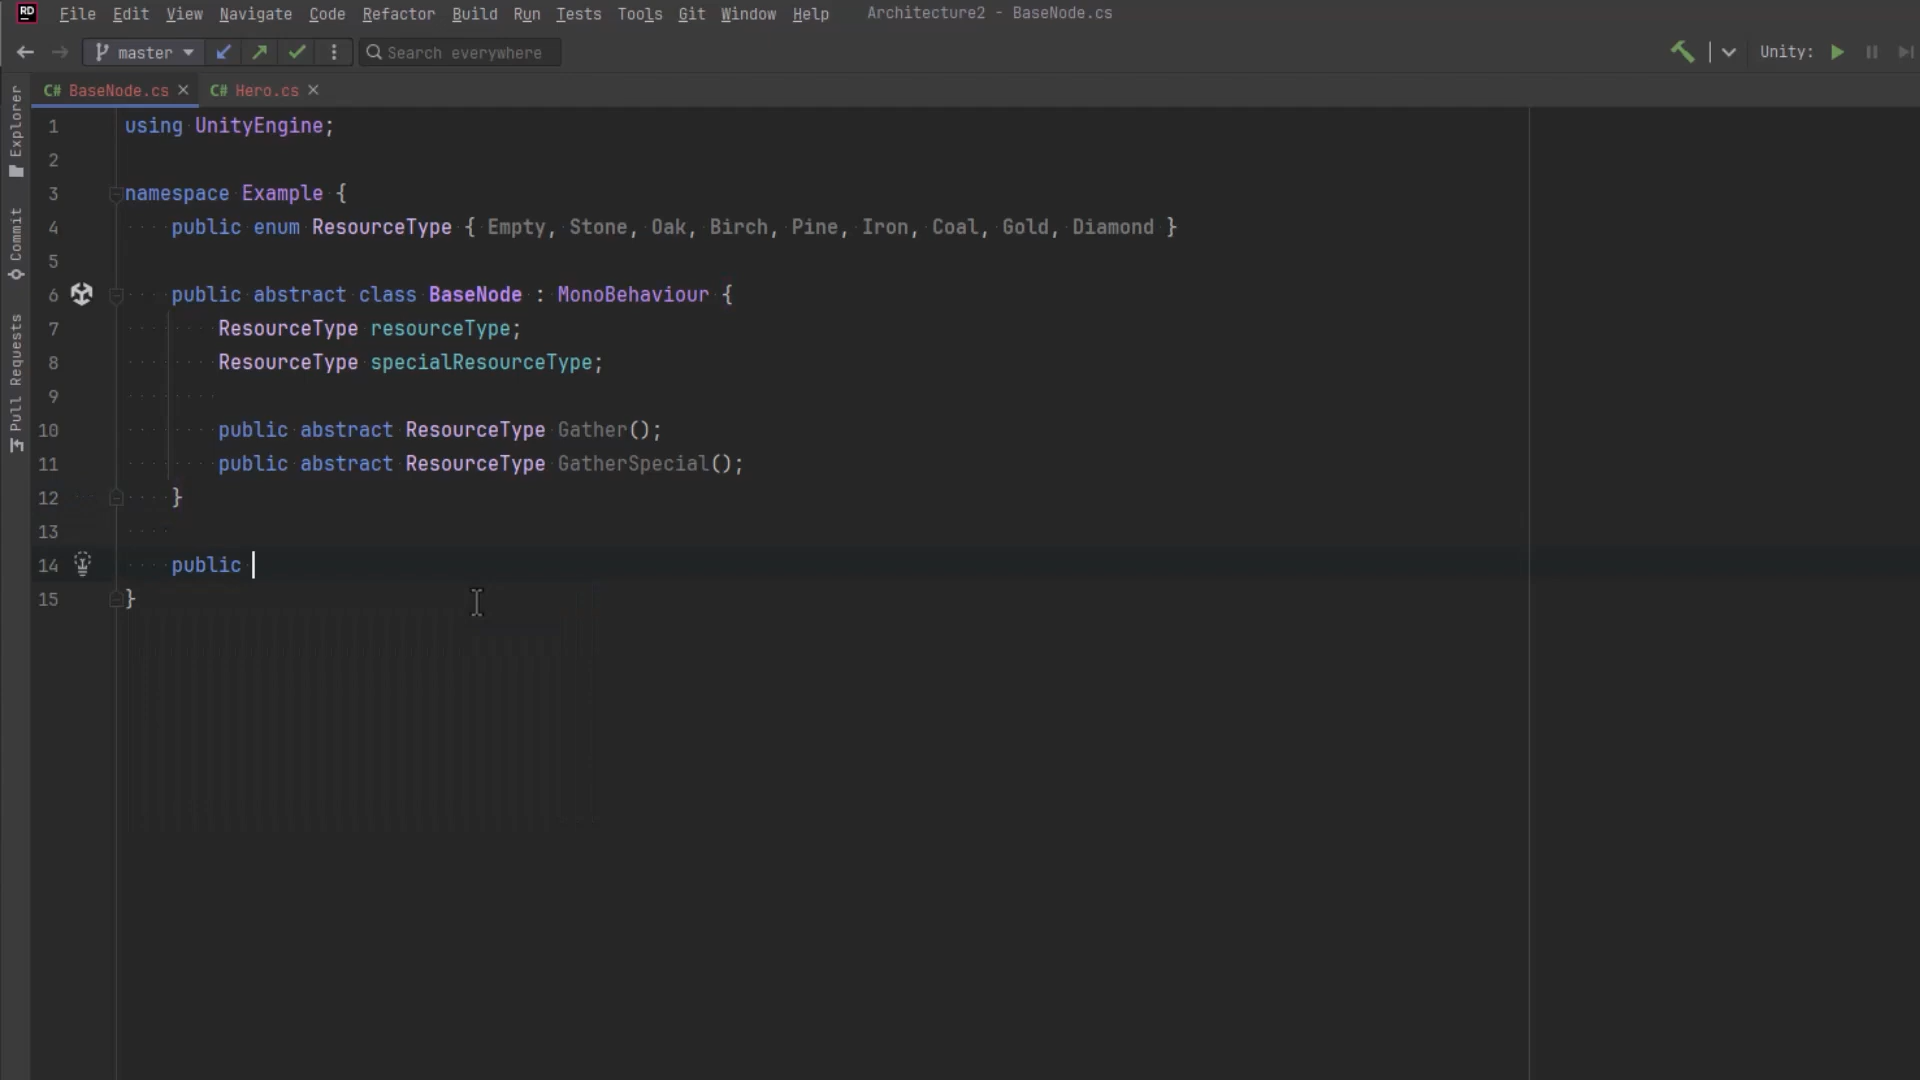 RD File Edit View Navigate Code Refactor Build Run Tests Tools Git Window Help Architecture2 - BaseNode.cs
master Search everywhere Unity:
C# BaseNode.cs C# Hero.cs
Explorer
Commit
Pull Requests
1 using UnityEngine;
2
3 namespace Example {
4 public enum ResourceType { Empty, Stone, Oak, Birch, Pine, Iron, Coal, Gold, Diamond }
5
6 public abstract class BaseNode : MonoBehaviour {
7 ResourceType resourceType;
8 ResourceType specialResourceType;
9
10 public abstract ResourceType Gather();
11 public abstract ResourceType GatherSpecial();
12 }
13
14 public
15 }